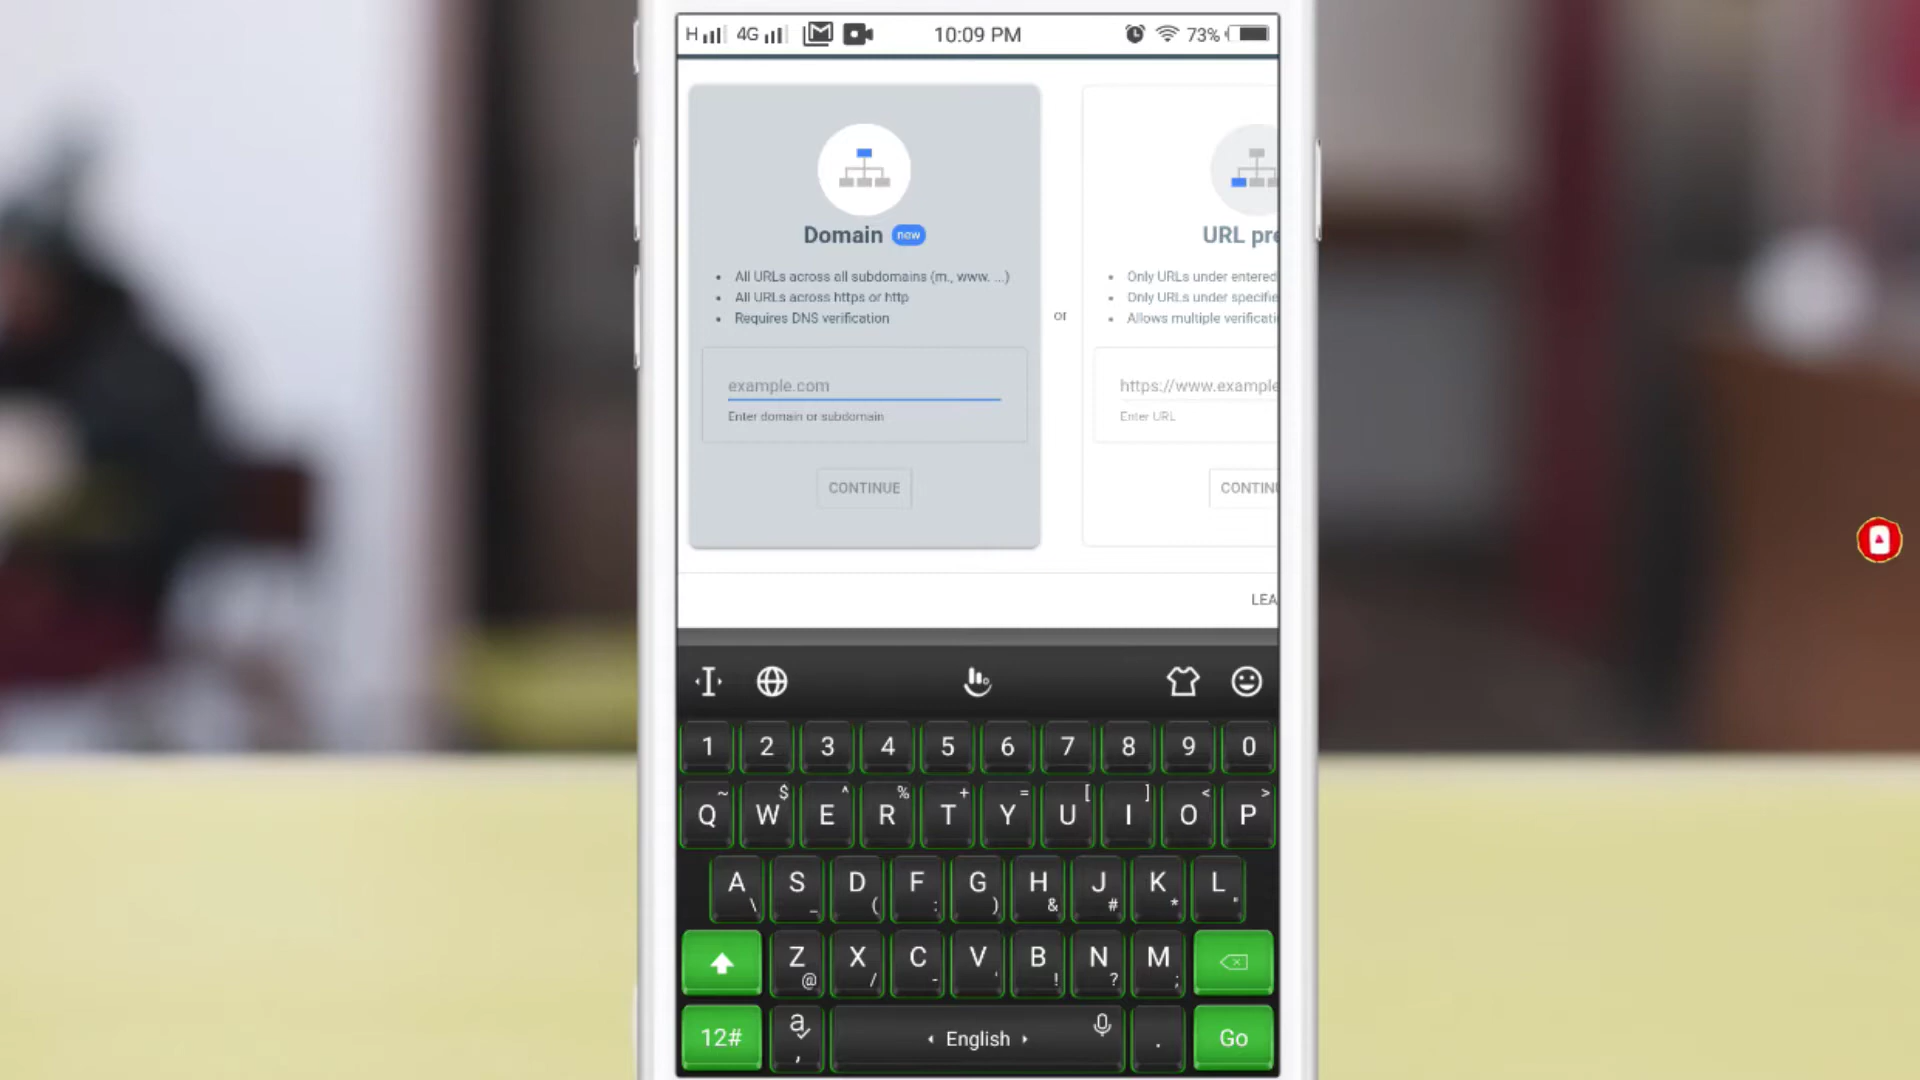 H 4G 10:09 PM 73%
Domain new
All URLs across all subdomains (m., www. ...)
All URLs across https or http
Requires DNS verification
example.com
Enter domain or subdomain
CONTINUE
or
URL pre
Only URLs under entered
Only URLs under specifie
Allows multiple verificati
https://www.example
Enter URL
CONTINU
LEA
1 2 3 4 5 6 7 8 9 0
~ $ ^ % + = [ ] < >
Q W E R T Y U I O P
A S D F G H J K L
\ _ ( : ) & # * "
Z X C V B N M
@ / - ' ! ? ;
12# a , English . Go